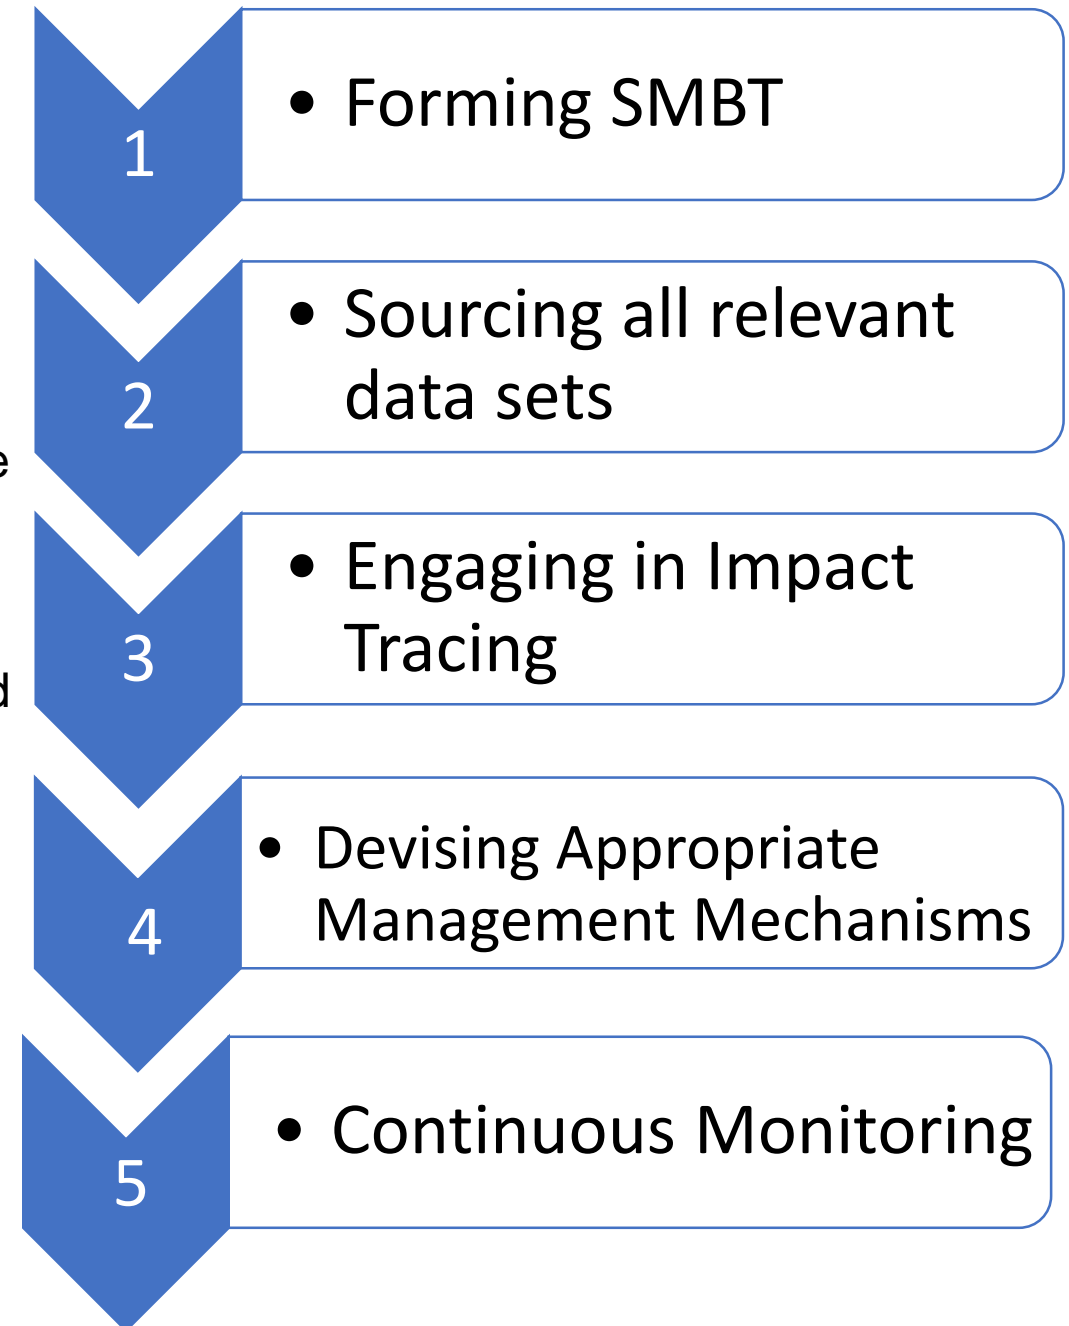 1
• Forming SMBT
2
• Sourcing all relevant
data sets
e
3
• Engaging in Impact
Tracing
d
4
• Devising Appropriate
Management Mechanisms
5
• Continuous Monitoring